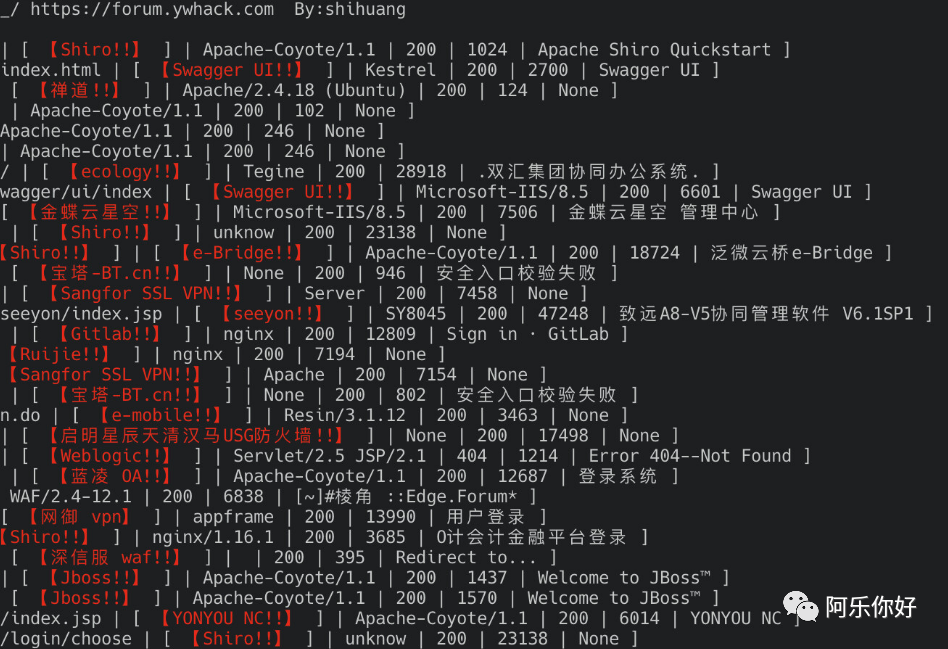 _/ https://forum.ywhack.com  By:shihuang
| [ 【Shiro!!】 ] | Apache-Coyote/1.1 | 200 | 1024 | Apache Shiro Quickstart ]
index.html | [ 【Swagger UI!!】 ] | Kestrel | 200 | 2700 | Swagger UI ]
[ 【禅道!!】 ] | Apache/2.4.18 (Ubuntu) | 200 | 124 | None ]
| Apache-Coyote/1.1 | 200 | 102 | None ]
Apache-Coyote/1.1 | 200 | 246 | None ]
| Apache-Coyote/1.1 | 200 | 246 | None ]
/ | [ 【ecology!!】 ] | Tegine | 200 | 28918 | .双汇集团协同办公系统. ]
wagger/ui/index | [ 【Swagger UI!!】 ] | Microsoft-IIS/8.5 | 200 | 6601 | Swagger UI ]
[ 【金蝶云星空!!】 ] | Microsoft-IIS/8.5 | 200 | 7506 | 金蝶云星空 管理中心 ]
| [ 【Shiro!!】 ] | unknow | 200 | 23138 | None ]
【Shiro!!】 ] | [ 【e-Bridge!!】 ] | Apache-Coyote/1.1 | 200 | 18724 | 泛微云桥e-Bridge ]
[ 【宝塔-BT.cn!!】 ] | None | 200 | 946 | 安全入口校验失败 ]
| [ 【Sangfor SSL VPN!!】 ] | Server | 200 | 7458 | None ]
seeyon/index.jsp | [ 【seeyon!!】 ] | SY8045 | 200 | 47248 | 致远A8-V5协同管理软件 V6.1SP1 ]
| [ 【Gitlab!!】 ] | nginx | 200 | 12809 | Sign in · GitLab ]
【Ruijie!!】 ] | nginx | 200 | 7194 | None ]
【Sangfor SSL VPN!!】 ] | Apache | 200 | 7154 | None ]
| [ 【宝塔-BT.cn!!】 ] | None | 200 | 802 | 安全入口校验失败 ]
n.do | [ 【e-mobile!!】 ] | Resin/3.1.12 | 200 | 3463 | None ]
| [ 【启明星辰天清汉马USG防火墙!!】 ] | None | 200 | 17498 | None ]
| [ 【Weblogic!!】 ] | Servlet/2.5 JSP/2.1 | 404 | 1214 | Error 404--Not Found ]
| [ 【蓝凌 OA!!】 ] | Apache-Coyote/1.1 | 200 | 12687 | 登录系统 ]
WAF/2.4-12.1 | 200 | 6838 | [~]#棱角 ::Edge.Forum* ]
[ 【网御 vpn】 ] | appframe | 200 | 13990 | 用户登录 ]
【Shiro!!】 ] | nginx/1.16.1 | 200 | 3685 | O计会计金融平台登录 ]
[ 【深信服 waf!!】 ] |  | 200 | 395 | Redirect to... ]
| [ 【Jboss!!】 ] | Apache-Coyote/1.1 | 200 | 1437 | Welcome to JBoss™ ]
[ 【Jboss!!】 ] | Apache-Coyote/1.1 | 200 | 1570 | Welcome to JBoss™ ]
/index.jsp | [ 【YONYOU NC!!】 ] | Apache-Coyote/1.1 | 200 | 6014 | YONYOU NC ]
/login/choose | [ 【Shiro!!】 ] | unknow | 200 | 23138 | None ]
阿乐你好